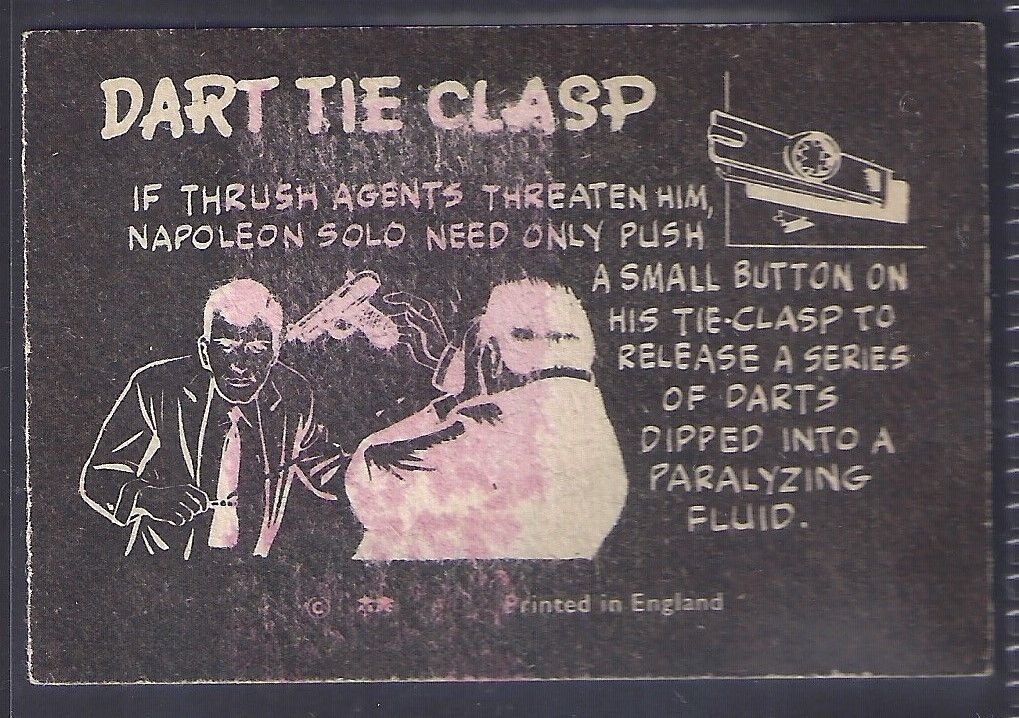 DART TIE CLASP
IF THRUSH AGENTS THREATEN HIM,
NAPOLEON SOLO NEED ONLY PUSH
A SMALL BUTTON ON
HIS TIE-CLASP TO
RELEASE A SERIES
OF DARTS
DIPPED INTO A
PARALYZING
FLUID.
© Printed in England